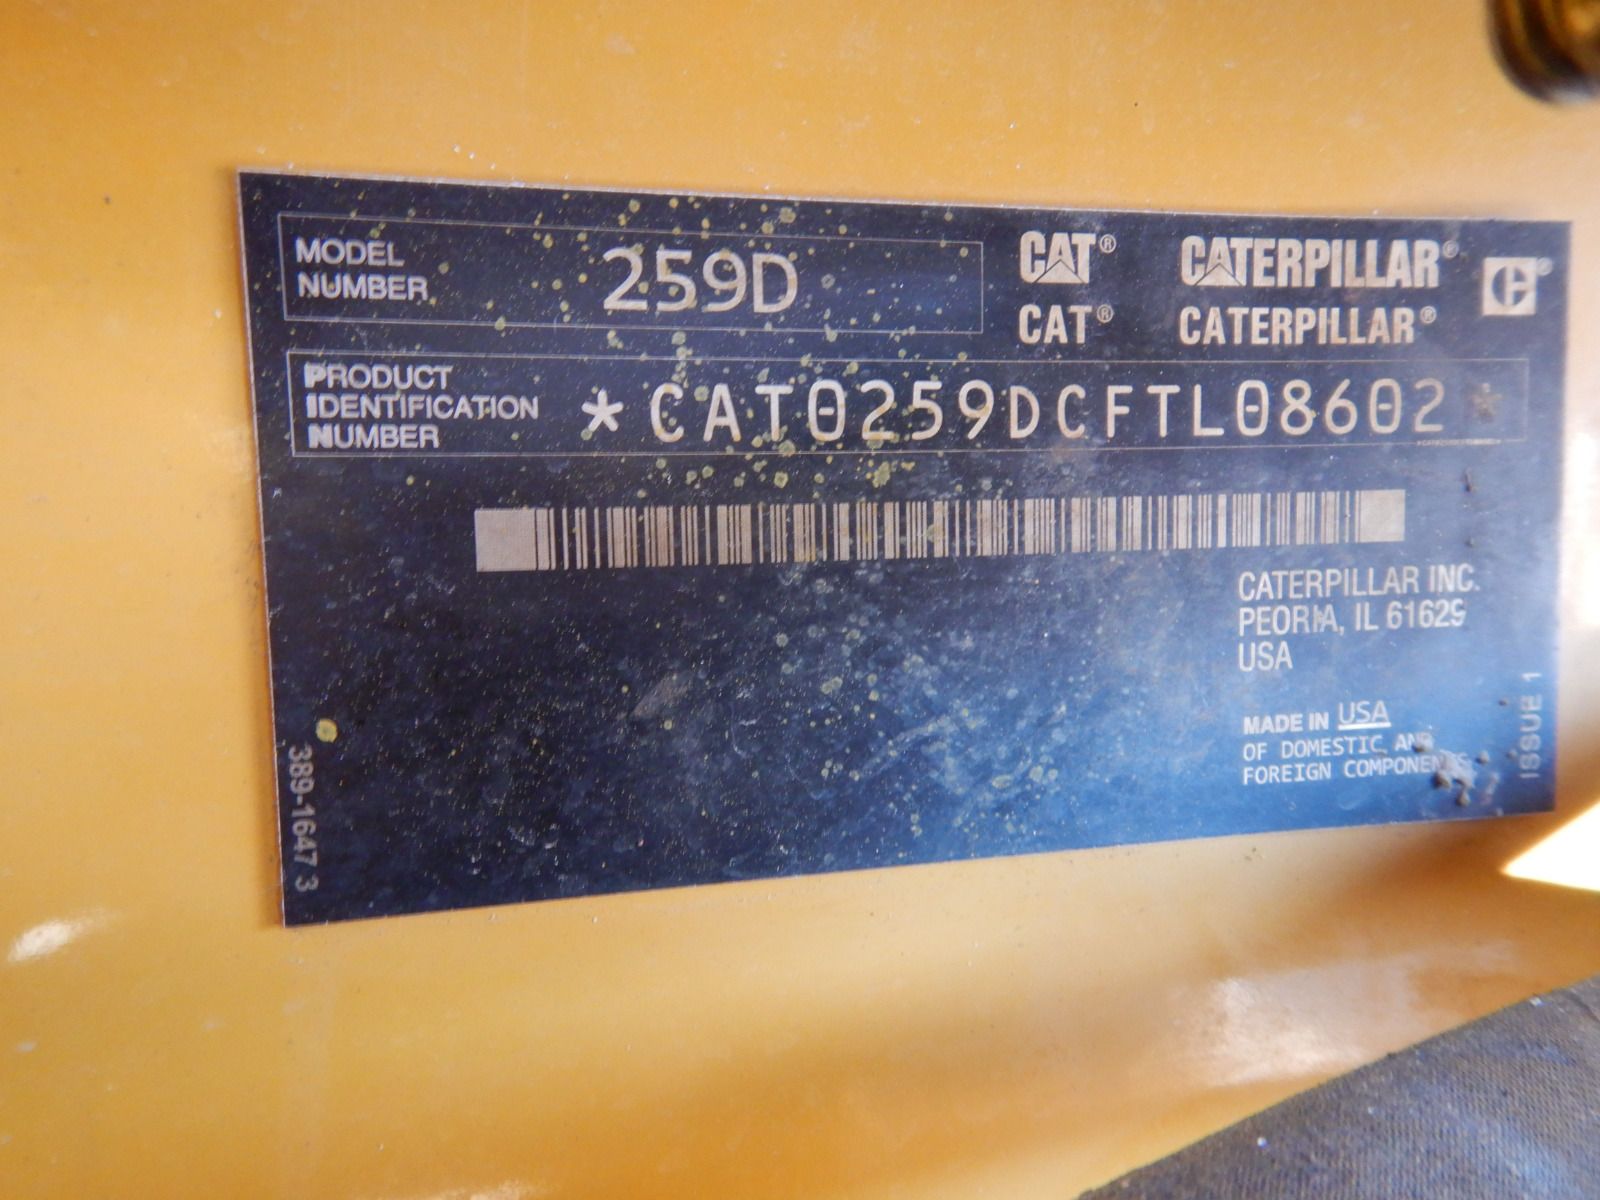 MODEL NUMBER 259D
CAT® CATERPILLAR® C®
CAT® CATERPILLAR®
PRODUCT IDENTIFICATION NUMBER *CAT0259DCFTL08602*
CATERPILLAR INC.
PEORIA, IL 61629
USA
MADE IN USA
OF DOMESTIC AND
FOREIGN COMPONENTS
ISSUE 1
389-1647 3